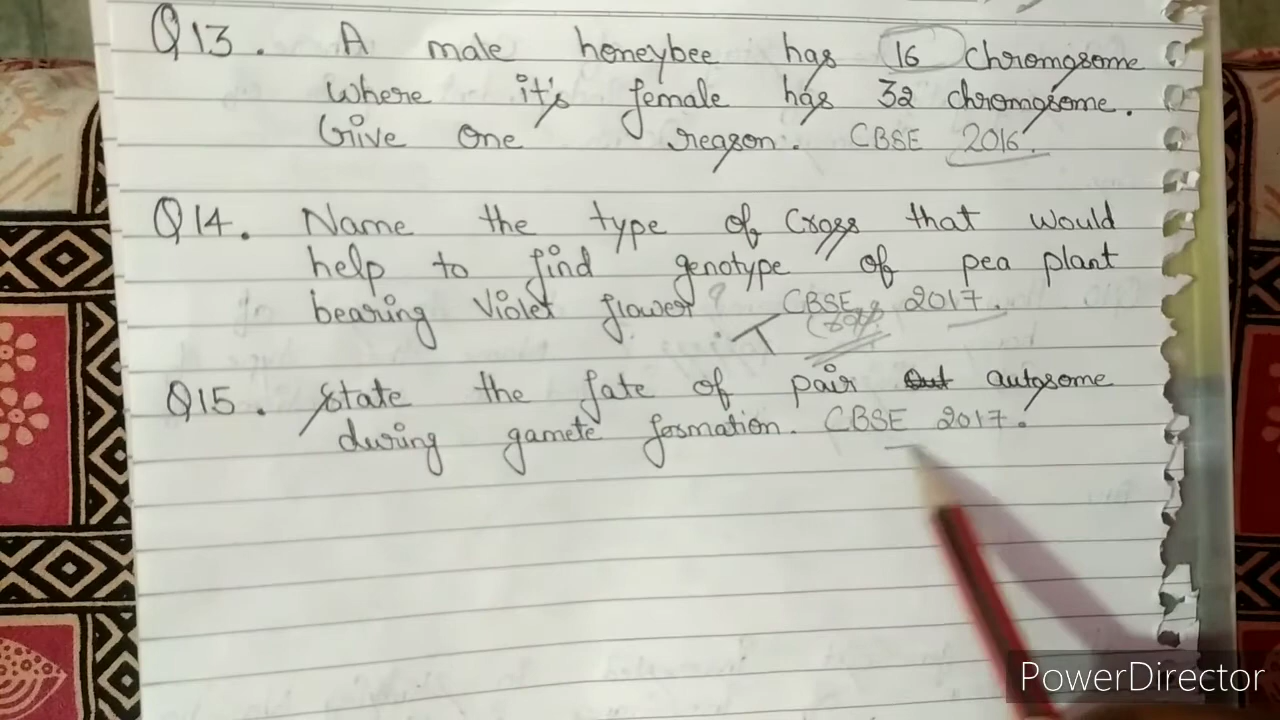 Q13. A male honeybee has 16 chromosome
where it's female has 32 chromosome.
Give one reason. CBSE 2016.
Q14. Name the type of Cross that would
help to find genotype of pea plant
bearing Violet flower ? CBSE 2017.
Q15. State the fate of pair autosome
during gamete formation. CBSE 2017.
PowerDirector